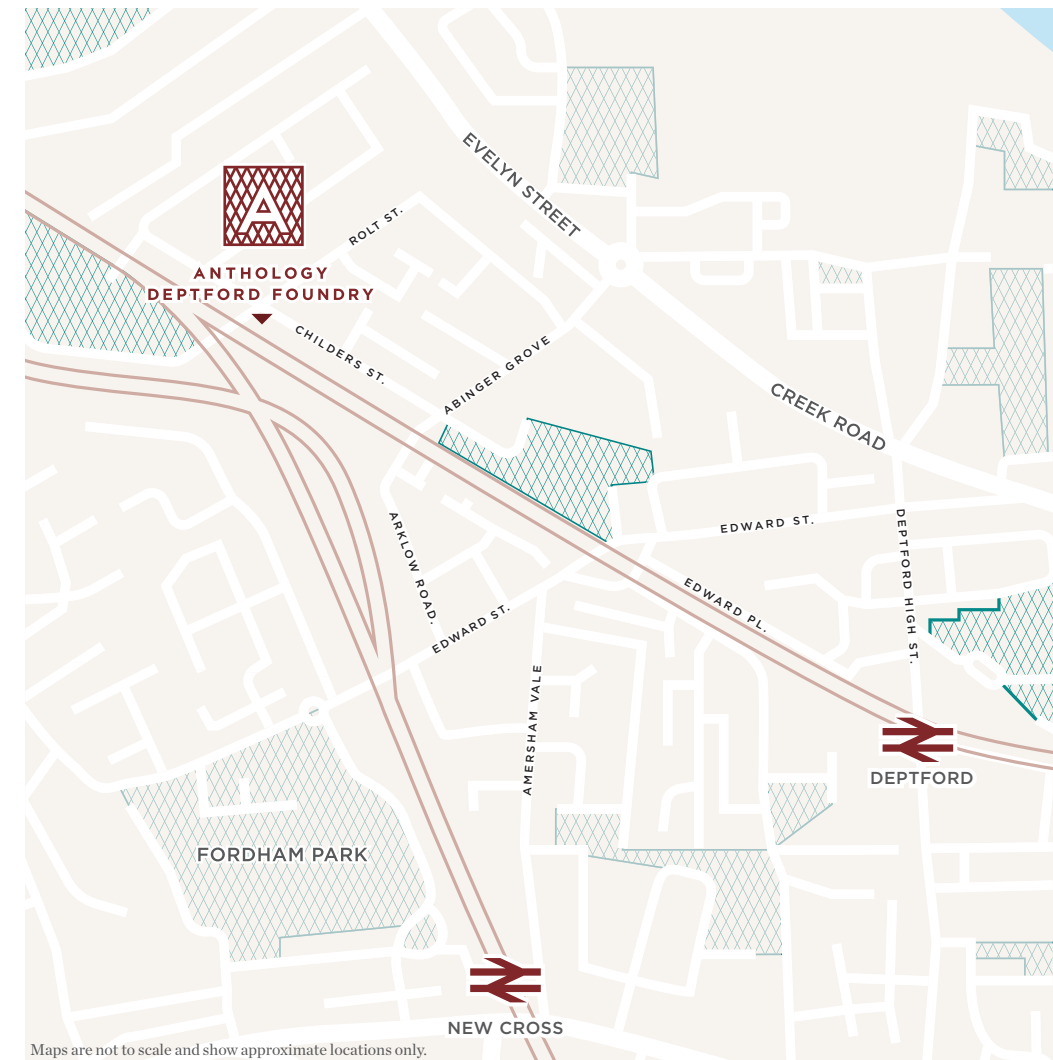 EVELYN STREET
ROLT ST.
A
ANTHOLOGY
DEPTFORD FOUNDRY
CHILDERS ST.
ABINGER GROVE
CREEK ROAD
ARKLOW ROAD.
EDWARD ST.
DEPTFORD HIGH ST.
EDWARD PL.
EDWARD ST.
AMERSHAM VALE
DEPTFORD
FORDHAM PARK
NEW CROSS
Maps are not to scale and show approximate locations only.